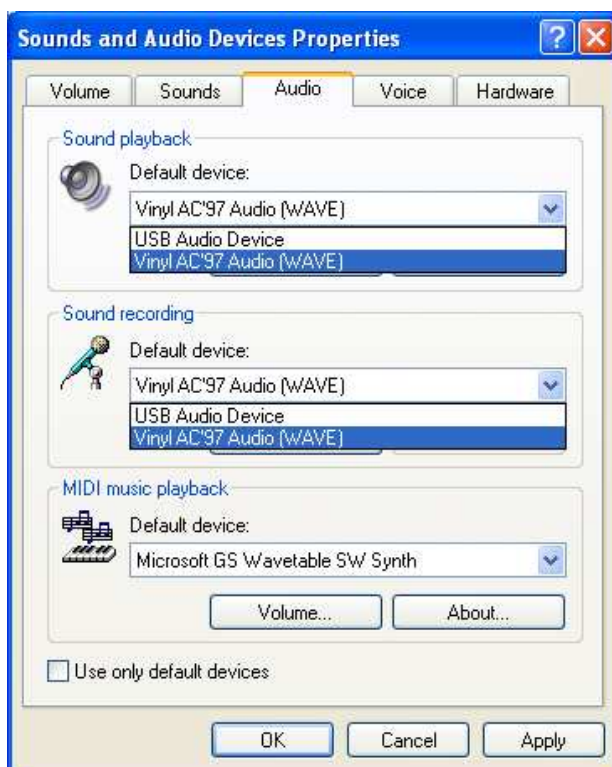 Sounds and Audio Devices Properties
Volume Sounds Audio Voice Hardware
Sound playback
Default device:
Vinyl AC'97 Audio (WAVE)
USB Audio Device
Vinyl AC'97 Audio (WAVE)
Sound recording
Default device:
Vinyl AC'97 Audio (WAVE)
USB Audio Device
Vinyl AC'97 Audio (WAVE)
MIDI music playback
Default device:
Microsoft GS Wavetable SW Synth
Volume... About...
Use only default devices
OK Cancel Apply